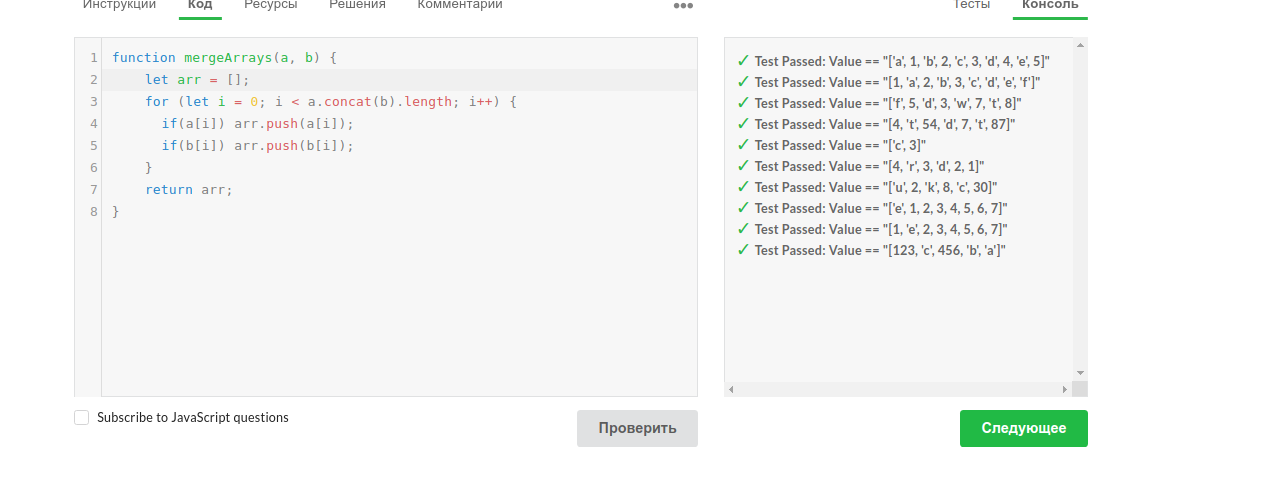 Инструкции Код Ресурсы Решения Комментарии ••• Тесты Консоль
1 function mergeArrays(a, b) {
2 let arr = [];
3 for (let i = 0; i < a.concat(b).length; i++) {
4 if(a[i]) arr.push(a[i]);
5 if(b[i]) arr.push(b[i]);
6 }
7 return arr;
8 }
✓ Test Passed: Value == "['a', 1, 'b', 2, 'c', 3, 'd', 4, 'e', 5]"
✓ Test Passed: Value == "[1, 'a', 2, 'b', 3, 'c', 'd', 'e', 'f']"
✓ Test Passed: Value == "['f', 5, 'd', 3, 'w', 7, 't', 8]"
✓ Test Passed: Value == "[4, 't', 54, 'd', 7, 't', 87]"
✓ Test Passed: Value == "['c', 3]"
✓ Test Passed: Value == "[4, 'r', 3, 'd', 2, 1]"
✓ Test Passed: Value == "['u', 2, 'k', 8, 'c', 30]"
✓ Test Passed: Value == "['e', 1, 2, 3, 4, 5, 6, 7]"
✓ Test Passed: Value == "[1, 'e', 2, 3, 4, 5, 6, 7]"
✓ Test Passed: Value == "[123, 'c', 456, 'b', 'a']"
Subscribe to JavaScript questions
Проверить
Следующее